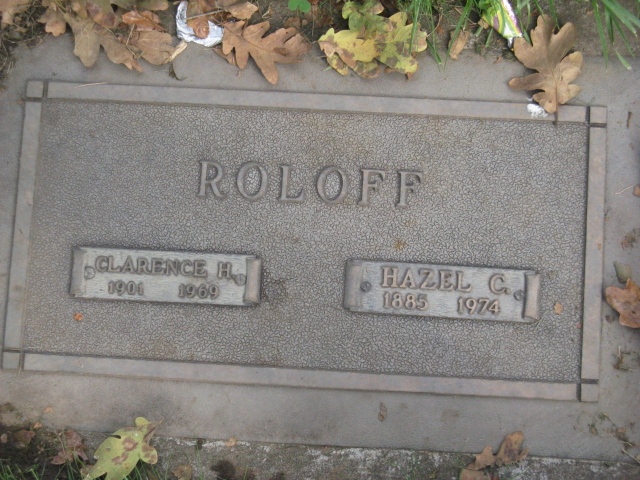 ROLOFF
CLARENCE H.
1901 1969
HAZEL C.
1885 1974